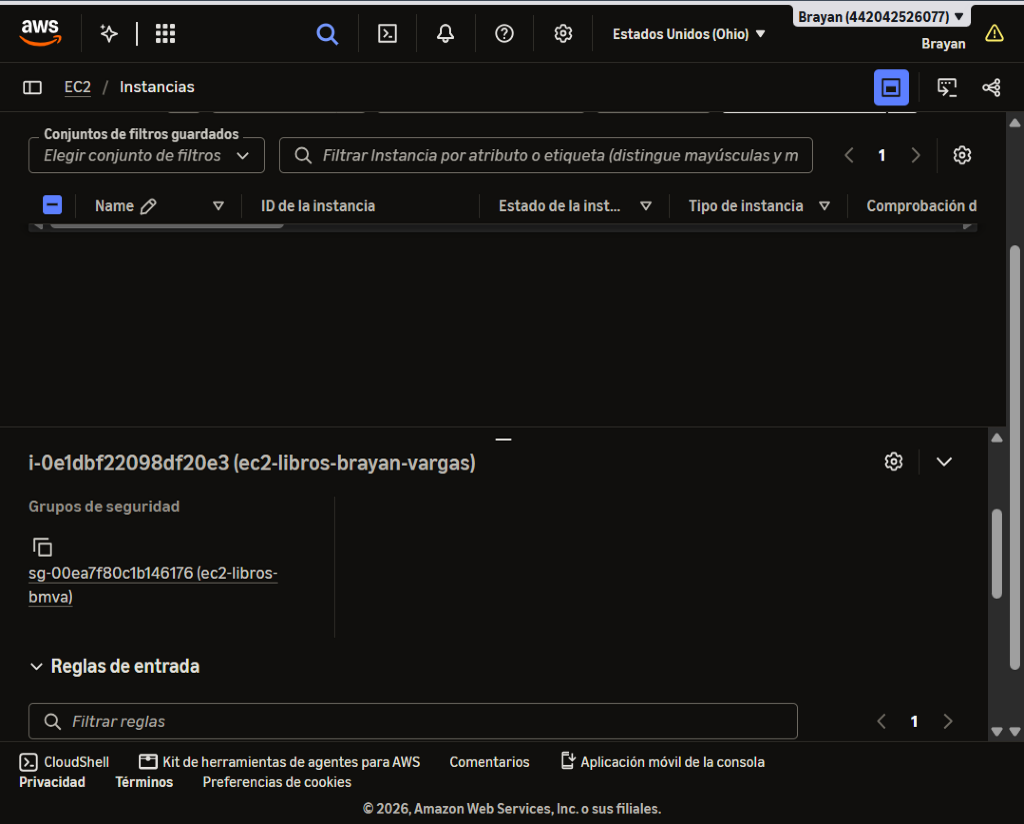 aws
Estados Unidos (Ohio) ▼
Brayan (442042526077) ▼
Brayan
EC2 / Instancias
Conjuntos de filtros guardados
Elegir conjunto de filtros
Filtrar Instancia por atributo o etiqueta (distingue mayúsculas y m
1
Name
ID de la instancia
Estado de la inst...
Tipo de instancia
Comprobación d
i-0e1dbf22098df20e3 (ec2-libros-brayan-vargas)
Grupos de seguridad
sg-00ea7f80c1b146176 (ec2-libros-
bmva)
Reglas de entrada
Filtrar reglas
1
CloudShell
Kit de herramientas de agentes para AWS
Comentarios
Aplicación móvil de la consola
Privacidad
Términos
Preferencias de cookies
© 2026, Amazon Web Services, Inc. o sus filiales.